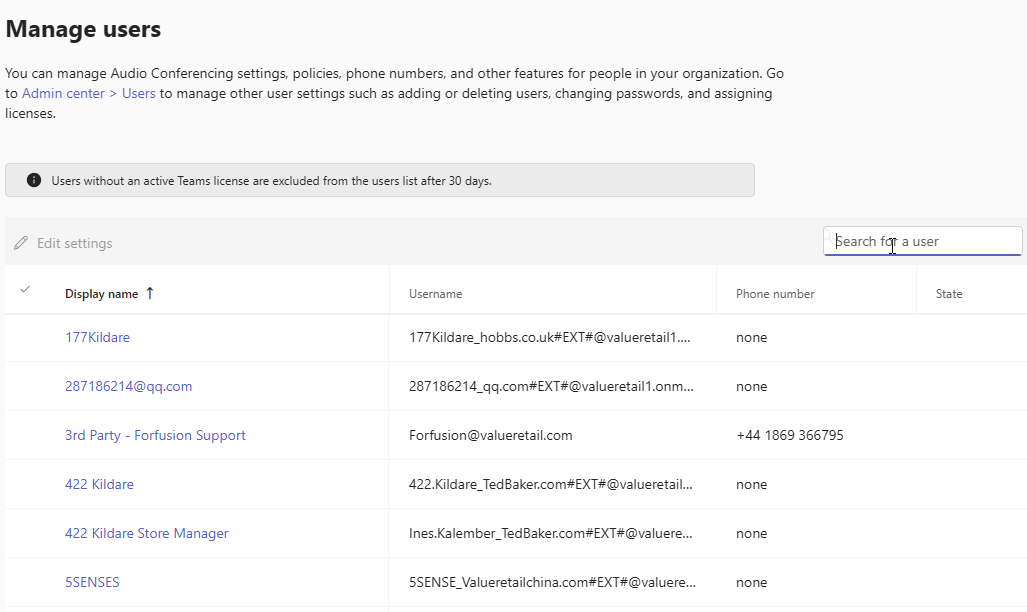 Manage users
You can manage Audio Conferencing settings, policies, phone numbers, and other features for people in your organization. Go
to Admin center > Users to manage other user settings such as adding or deleting users, changing passwords, and assigning
licenses.
Users without an active Teams license are excluded from the users list after 30 days.
Edit settings
Search for a user
Display name ↑ Username Phone number State
177Kildare 177Kildare_hobbs.co.uk#EXT#@valueretail1.... none
287186214@qq.com 287186214_qq.com#EXT#@valueretail1.onm... none
3rd Party - Forfusion Support Forfusion@valueretail.com +44 1869 366795
422 Kildare 422.Kildare_TedBaker.com#EXT#@valueretail... none
422 Kildare Store Manager Ines.Kalember_TedBaker.com#EXT#@valuere... none
5SENSES 5SENSE_Valueretailchina.com#EXT#@valuere... none